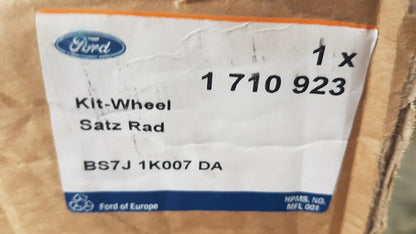 Ford
1 x
1 710 923
Kit-Wheel
Satz Rad
BS7J 1K007 DA
Ford of Europe
HPMS. NO.
MFL 001